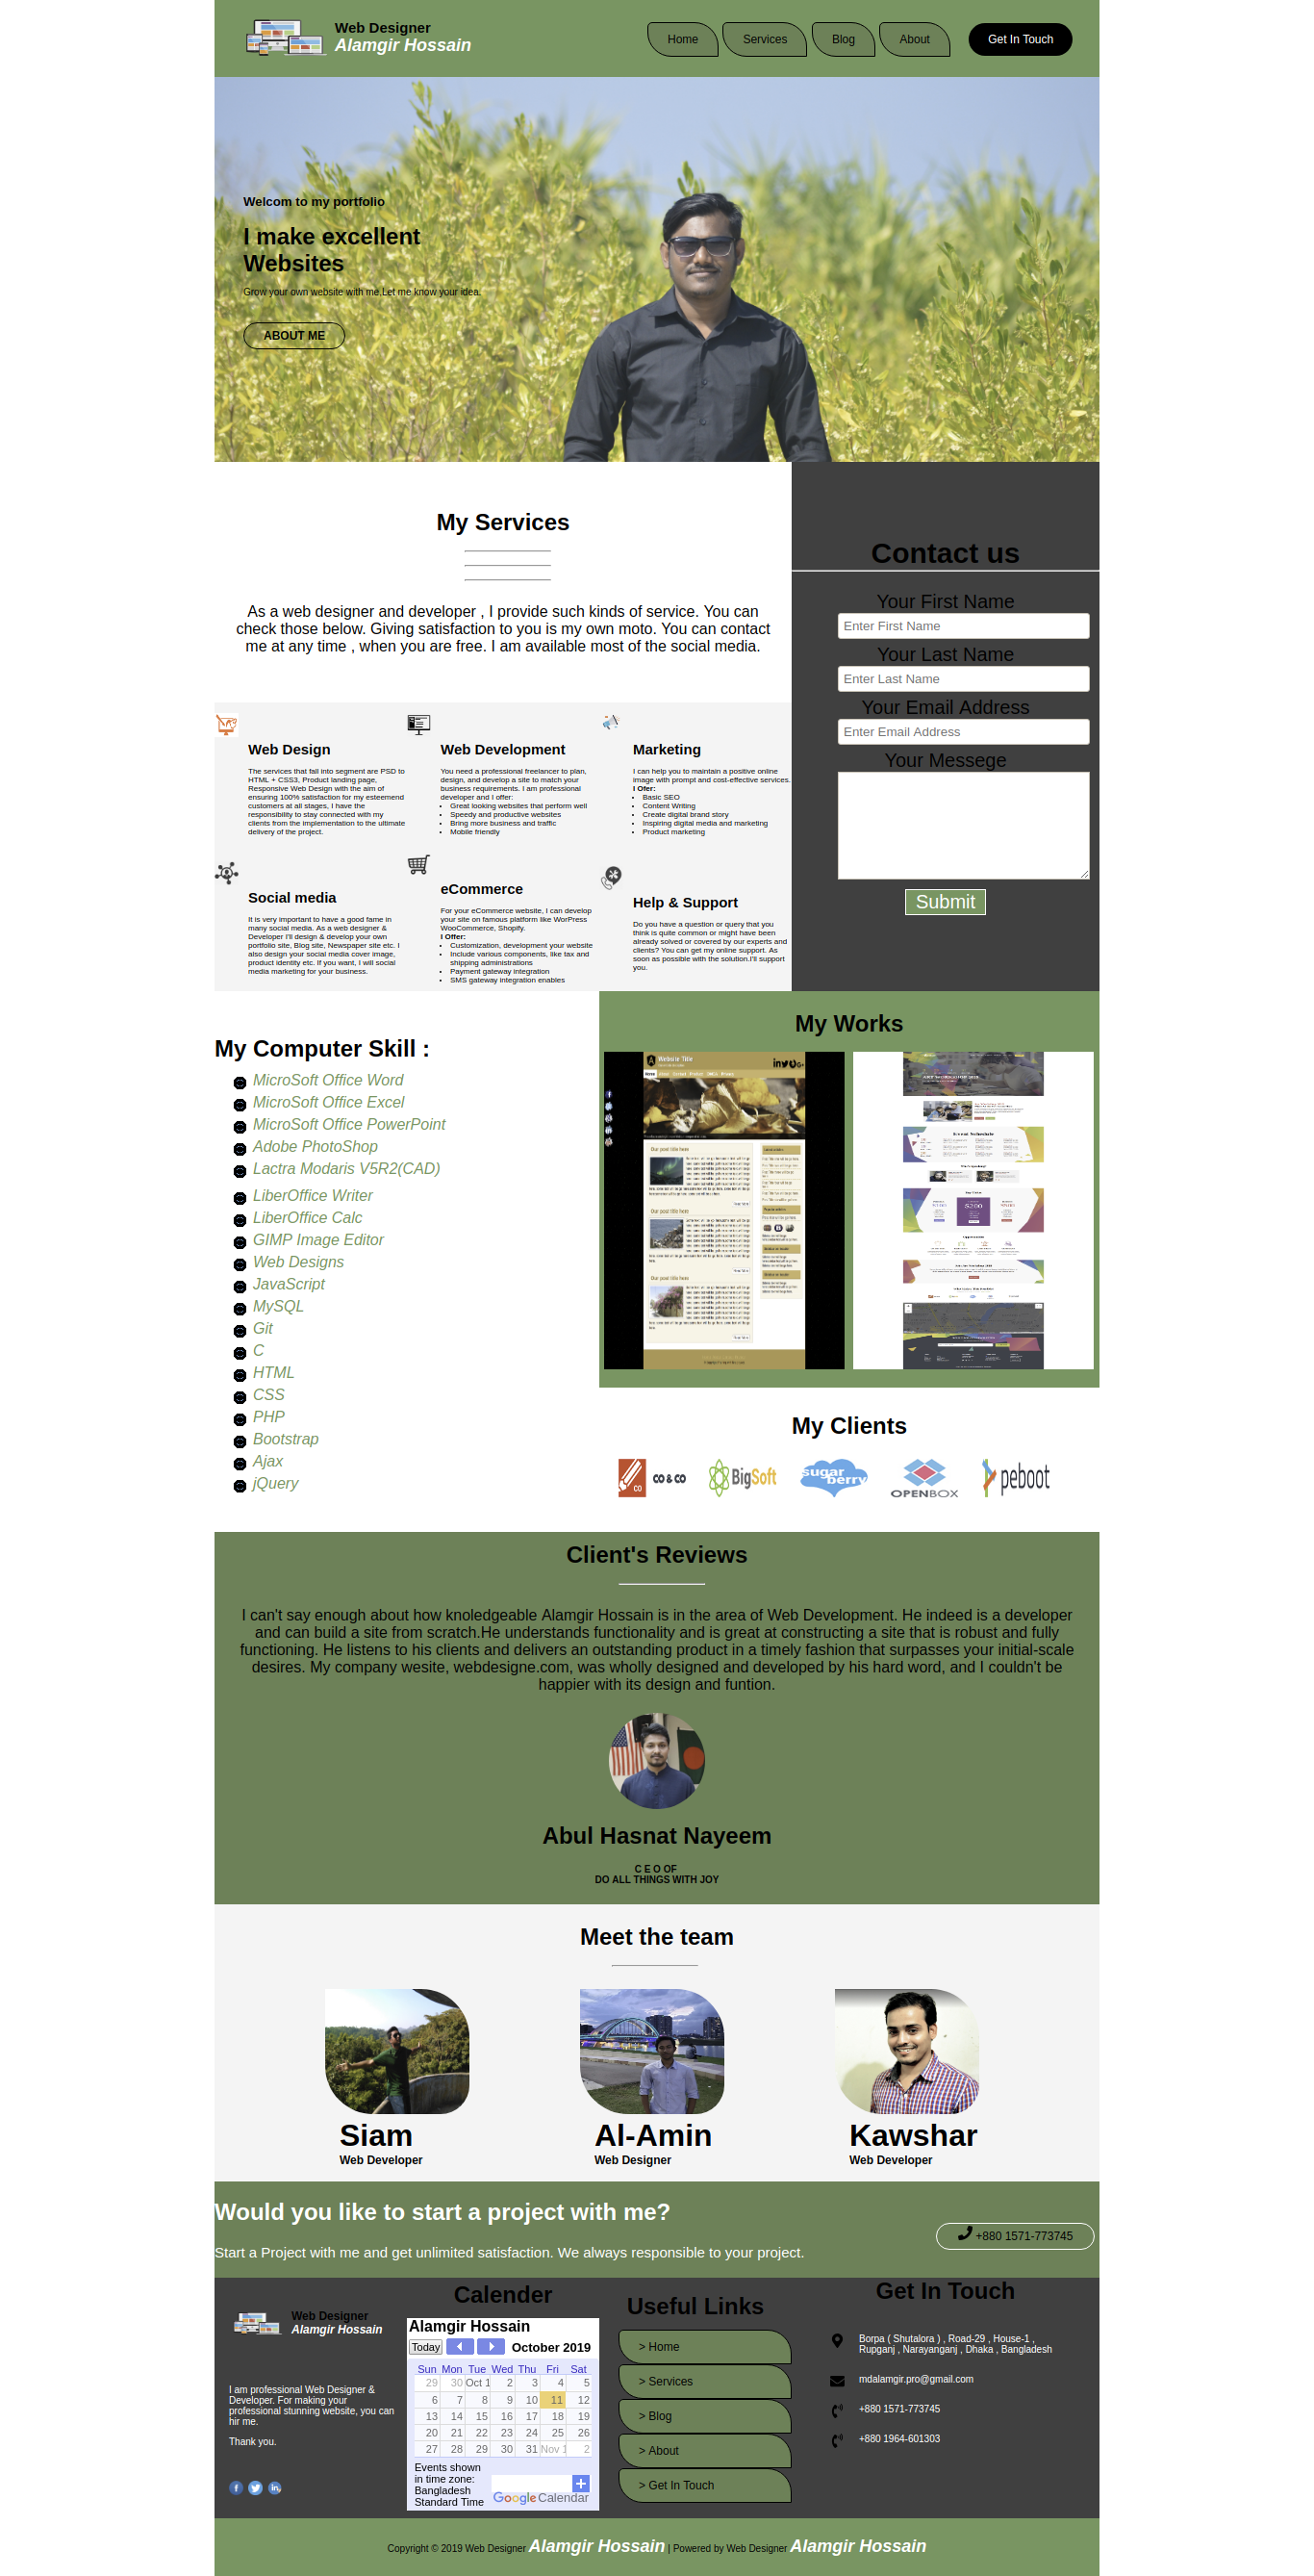 Web Designer
Alamgir Hossain
Home
Services
Blog
About
Get In Touch
Welcom to my portfolio
I make excellent
Websites
Grow your own website with me.Let me know your idea.
ABOUT ME
My Services
As a web designer and developer , I provide such kinds of service. You can
check those below. Giving satisfaction to you is my own moto. You can contact
me at any time , when you are free. I am available most of the social media.
Web Design
The services that fall into segment are PSD to
HTML + CSS3, Product landing page,
Responsive Web Design with the aim of
ensuring 100% satisfaction for my esteemend
customers at all stages, I have the
responsibility to stay connected with my
clients from the implementation to the ultimate
delivery of the project.
Web Development
You need a professional freelancer to plan,
design, and develop a site to match your
business requirements. I am professional
developer and I offer:
Great looking websites that perform well
Speedy and productive websites
Bring more business and traffic
Mobile friendly
Marketing
I can help you to maintain a positive online
image with prompt and cost-effective services.
I Ofer:
Basic SEO
Content Writing
Create digital brand story
Inspiring digital media and marketing
Product marketing
Social media
It is very important to have a good fame in
many social media. As a web designer &
Developer I'll design & develop your own
portfolio site, Blog site, Newspaper site etc. I
also design your social media cover image,
product identity etc. If you want, I will social
media marketing for your business.
eCommerce
For your eCommerce website, I can develop
your site on famous platform like WorPress
WooCommerce, Shopify.
I Offer:
Customization, development your website
Include various components, like tax and
shipping administrations
Payment gateway integration
SMS gateway integration enables
Help & Support
Do you have a question or query that you
think is quite common or might have been
already solved or covered by our experts and
clients? You can get my online support. As
soon as possible with the solution.I'll support
you.
Contact us
Your First Name
Enter First Name
Your Last Name
Enter Last Name
Your Email Address
Enter Email Address
Your Messege
Submit
My Computer Skill :
MicroSoft Office Word
MicroSoft Office Excel
MicroSoft Office PowerPoint
Adobe PhotoShop
Lactra Modaris V5R2(CAD)
LiberOffice Writer
LiberOffice Calc
GIMP Image Editor
Web Designs
JavaScript
MySQL
Git
C
HTML
CSS
PHP
Bootstrap
Ajax
jQuery
My Works
Website Title
Our post title here
Our post title here
Our post title here
My Clients
CO
CO & CO
BigSoft
sugar
berry
OPENBOX
peboot
Client's Reviews
I can't say enough about how knoledgeable Alamgir Hossain is in the area of Web Development. He indeed is a developer
and can build a site from scratch.He understands functionality and is great at constructing a site that is robust and fully
functioning. He listens to his clients and delivers an outstanding product in a timely fashion that surpasses your initial-scale
desires. My company wesite, webdesigne.com, was wholly designed and developed by his hard word, and I couldn't be
happier with its design and funtion.
Abul Hasnat Nayeem
C E O OF
DO ALL THINGS WITH JOY
Meet the team
Siam
Web Developer
Al-Amin
Web Designer
Kawshar
Web Developer
Would you like to start a project with me?
Start a Project with me and get unlimited satisfaction. We always responsible to your project.
+880 1571-773745
Web Designer
Alamgir Hossain
I am professional Web Designer &
Developer. For making your
professional stunning website, you can
hir me.
Thank you.
Calender
Alamgir Hossain
Today
October 2019
Sun Mon Tue Wed Thu Fri Sat
29 30 Oct 1 2 3 4 5
6 7 8 9 10 11 12
13 14 15 16 17 18 19
20 21 22 23 24 25 26
27 28 29 30 31 Nov 1 2
Events shown
in time zone:
Bangladesh
Standard Time
Google Calendar
Useful Links
> Home
> Services
> Blog
> About
> Get In Touch
Get In Touch
Borpa ( Shutalora ) , Road-29 , House-1 ,
Rupganj , Narayanganj , Dhaka , Bangladesh
mdalamgir.pro@gmail.com
+880 1571-773745
+880 1964-601303
Copyright © 2019 Web Designer Alamgir Hossain | Powered by Web Designer Alamgir Hossain